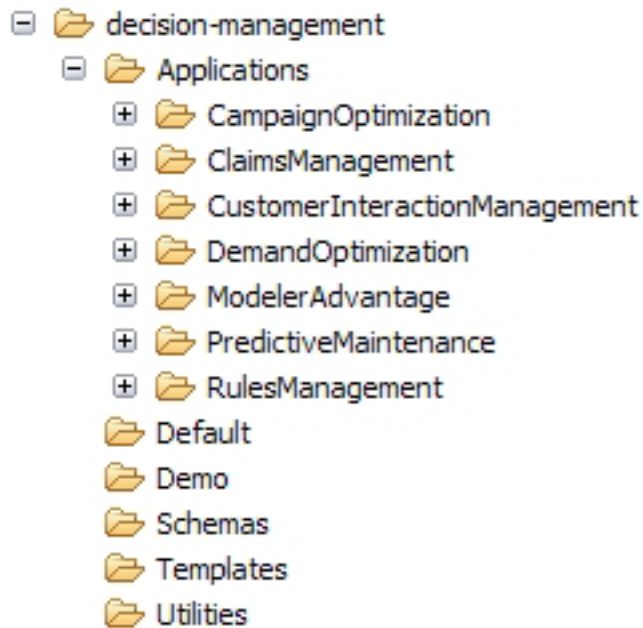 decision-management
Applications
CampaignOptimization
ClaimsManagement
CustomerInteractionManagement
DemandOptimization
ModelerAdvantage
PredictiveMaintenance
RulesManagement
Default
Demo
Schemas
Templates
Utilities